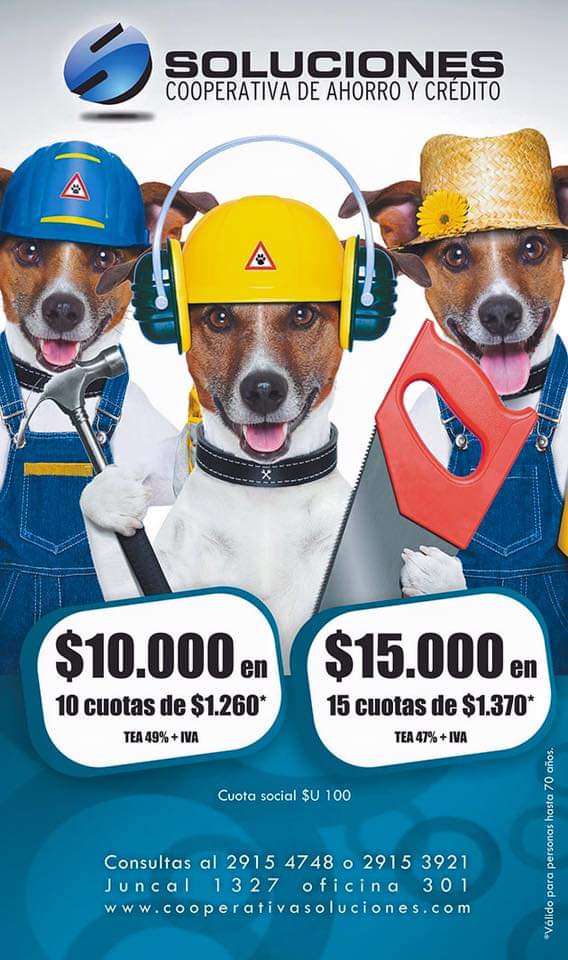 SOLUCIONES
COOPERATIVA DE AHORRO Y CRÉDITO
$10.000 en
10 cuotas de $1.260*
TEA 49% + IVA
$15.000 en
15 cuotas de $1.370*
TEA 47% + IVA
Cuota social $U 100
Consultas al 2915 4748 o 2915 3921
Juncal 1327 oficina 301
www.cooperativasoluciones.com
*Válido para personas hasta 70 años.